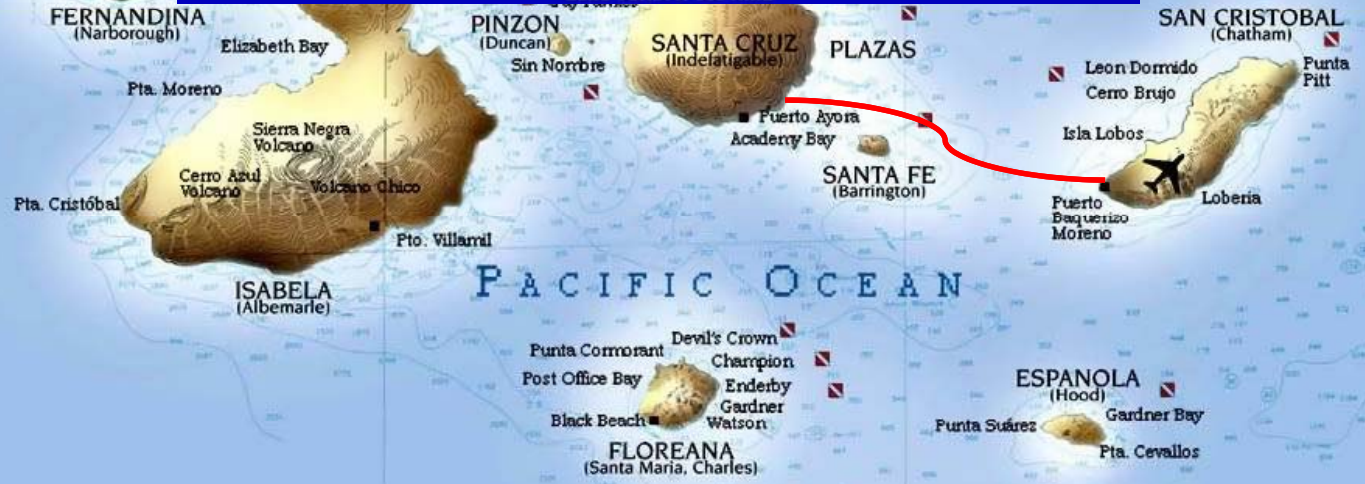 FERNANDINA
(Narborough)
Elizabeth Bay
Pta. Moreno
Sierra Negra
Volcano
Cerro Azul
Volcano
Volcano Chico
Pta. Cristóbal
Pto. Villamil
ISABELA
(Albemarle)
PINZON
(Duncan)
Sin Nombre
SANTA CRUZ
(Indefatigable)
PLAZAS
Puerto Ayora
Academy Bay
SANTA FE
(Barrington)
SAN CRISTOBAL
(Chatham)
Leon Dormido
Cerro Brujo
Punta
Pitt
Isla Lobos
Loberia
Puerto
Baquerizo
Moreno
PACIFIC OCEAN
Devil's Crown
Punta Cormorant
Champion
Post Office Bay
Enderby
Gardner
Black Beach
Watson
FLOREANA
(Santa Maria, Charles)
ESPANOLA
(Hood)
Gardner Bay
Punta Suárez
Pta. Cevallos